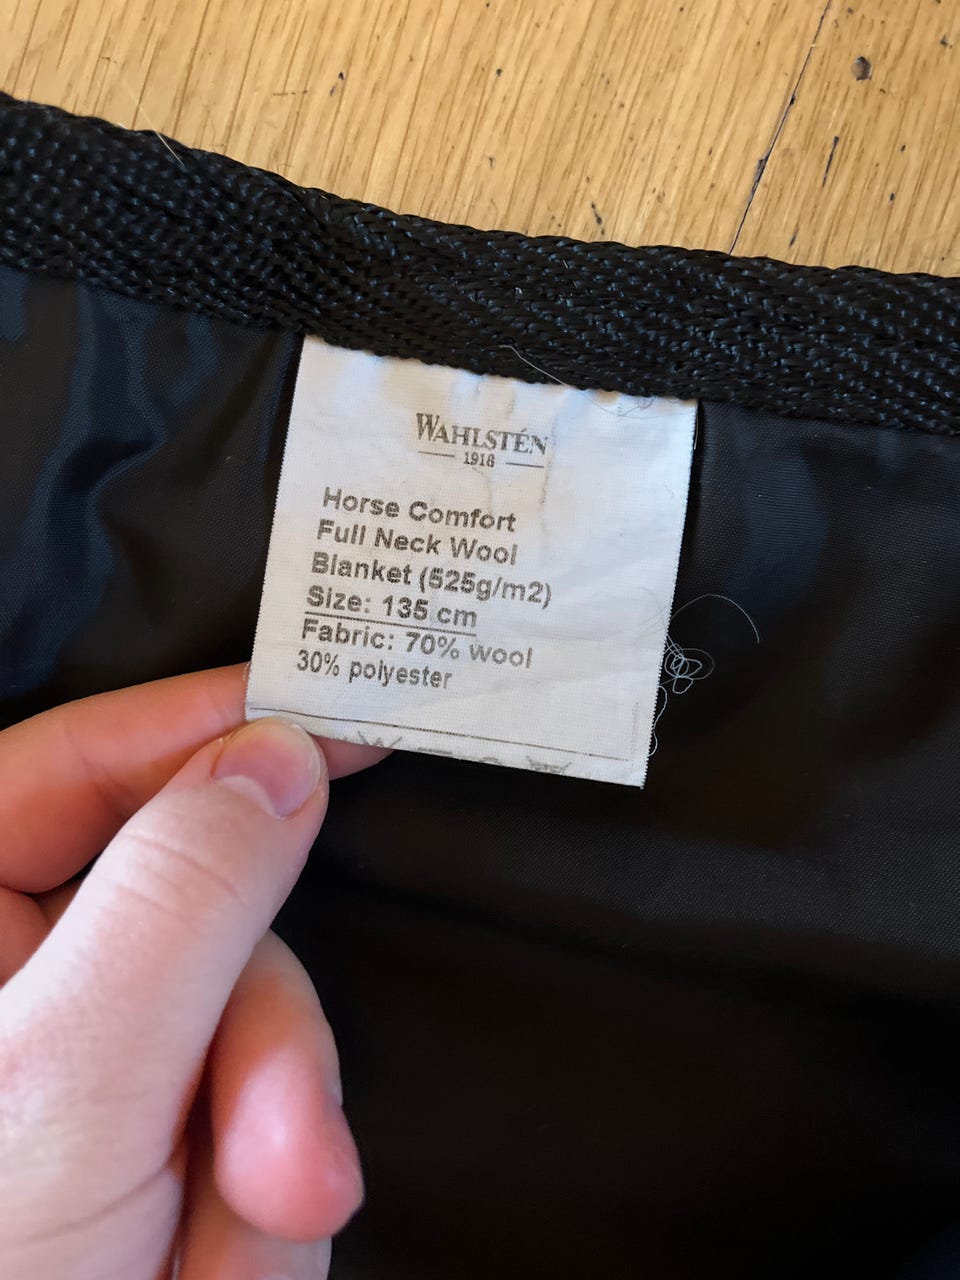 WAHLSTÉN
1916
Horse Comfort
Full Neck Wool
Blanket (525g/m2)
Size: 135 cm
Fabric: 70% wool
30% polyester